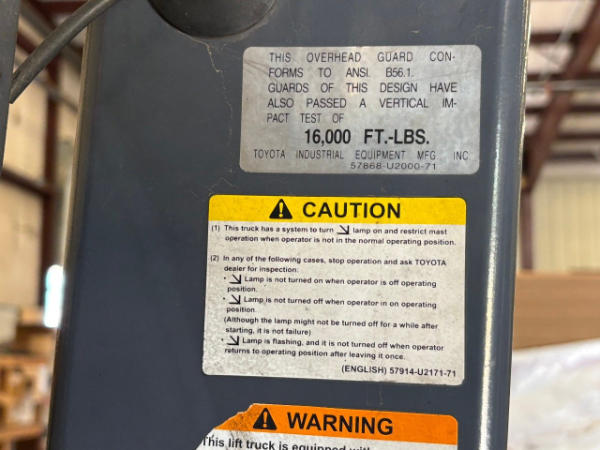 THIS OVERHEAD GUARD CON-
FORMS TO ANSI. B56.1.
GUARDS OF THIS DESIGN HAVE
ALSO PASSED A VERTICAL IM-
PACT TEST OF
16,000 FT.-LBS.
TOYOTA INDUSTRIAL EQUIPMENT MFG INC
57868-U2000-71
CAUTION
(1) This truck has a system to turn lamp on and restrict mast
operation when operator is not in the normal operating position.
(2) In any of the following cases, stop operation and ask TOYOTA
dealer for inspection:
· Lamp is not turned on when operator is off operating
position.
· Lamp is not turned off when operator in on operating
position.
(Although the lamp might not be turned off for a while after
starting, it is not failure)
· Lamp is flashing, and it is not turned off when operator
returns to operating position after leaving it once.
(ENGLISH) 57914-U2171-71
WARNING
This lift truck is equipped with